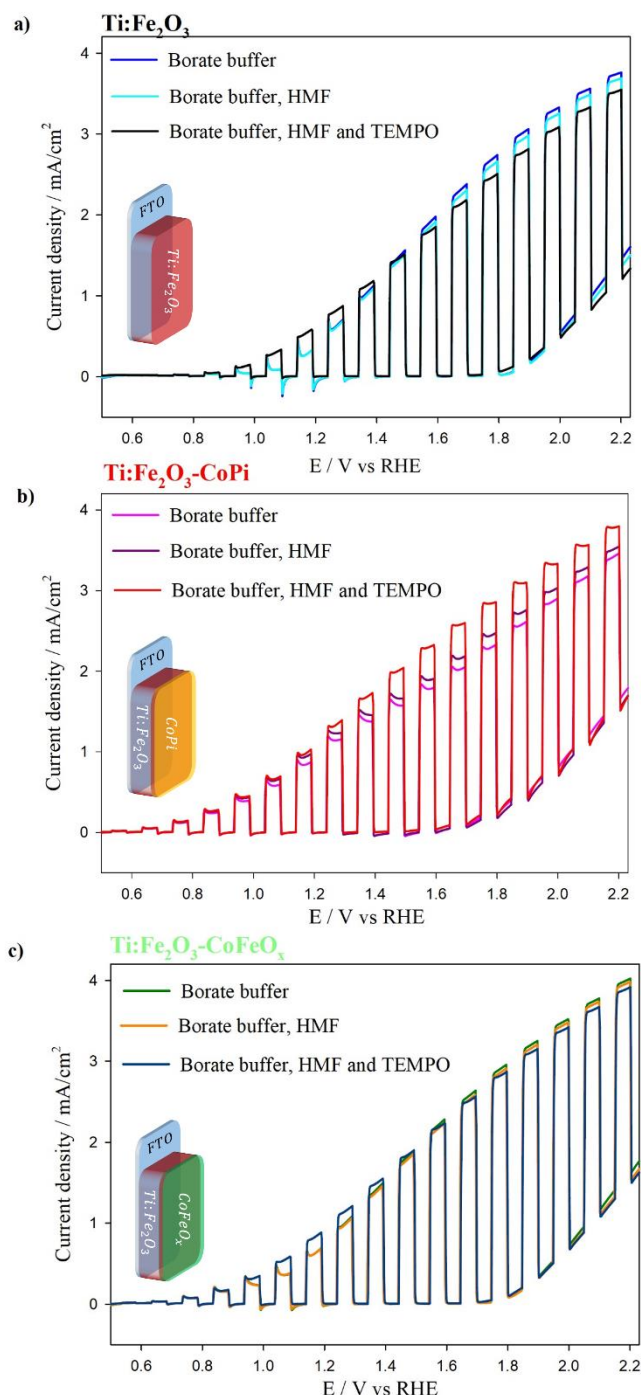 a)
Ti:Fe₂O₃
Borate buffer
Borate buffer, HMF
Borate buffer, HMF and TEMPO
FTO
Ti:Fe₂O₃
Current density / mA/cm²
4
3
2
1
0
0.6 0.8 1.0 1.2 1.4 1.6 1.8 2.0 2.2
E / V vs RHE
b)
Ti:Fe₂O₃-CoPi
Borate buffer
Borate buffer, HMF
Borate buffer, HMF and TEMPO
FTO
Ti:Fe₂O₃
CoPi
Current density / mA/cm²
4
3
2
1
0
0.6 0.8 1.0 1.2 1.4 1.6 1.8 2.0 2.2
E / V vs RHE
c)
Ti:Fe₂O₃-CoFeOₓ
Borate buffer
Borate buffer, HMF
Borate buffer, HMF and TEMPO
FTO
Ti:Fe₂O₃
CoFeOₓ
Current density / mA/cm²
4
3
2
1
0
0.6 0.8 1.0 1.2 1.4 1.6 1.8 2.0 2.2
E / V vs RHE